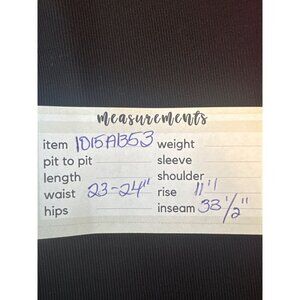 measurements
item 1D15A1353 weight
pit to pit sleeve
length shoulder
waist 23-24" rise 11"
hips inseam 33 1/2"